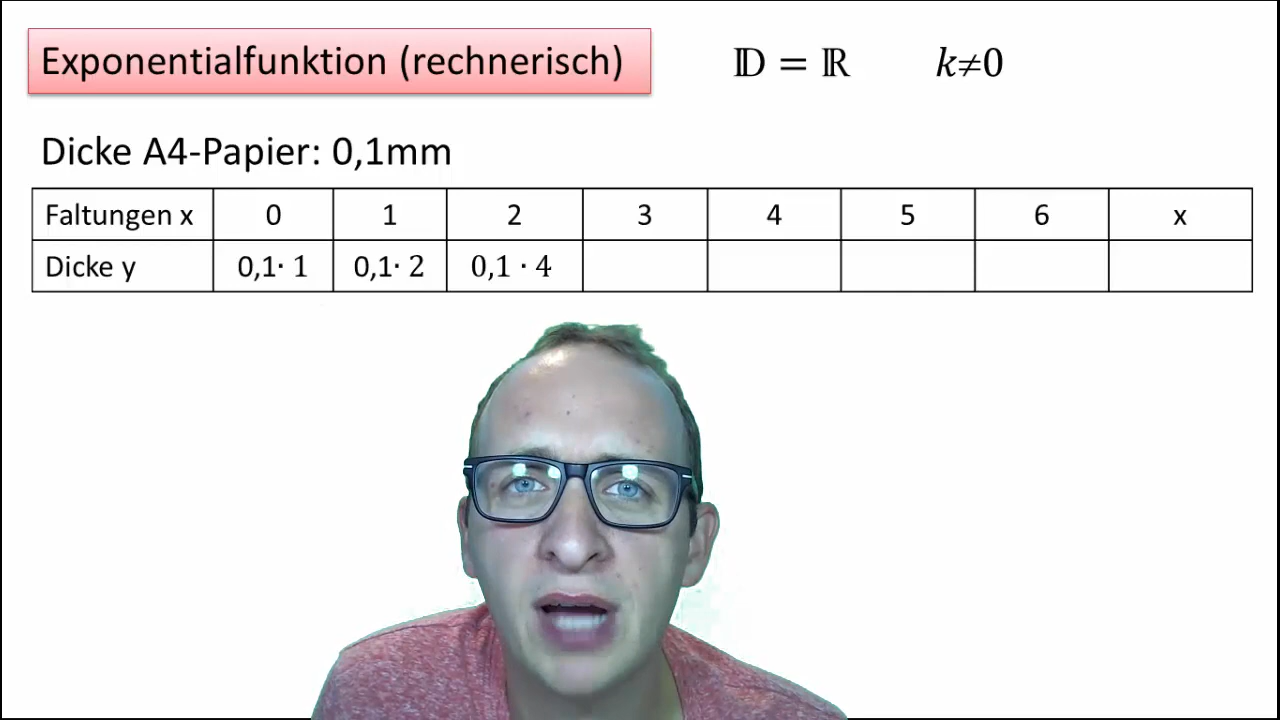 Exponentialfunktion (rechnerisch) 𝔻 = ℝ k≠0
Dicke A4-Papier: 0,1mm
Faltungen x 0 1 2 3 4 5 6 x
Dicke y 0,1· 1 0,1· 2 0,1 · 4